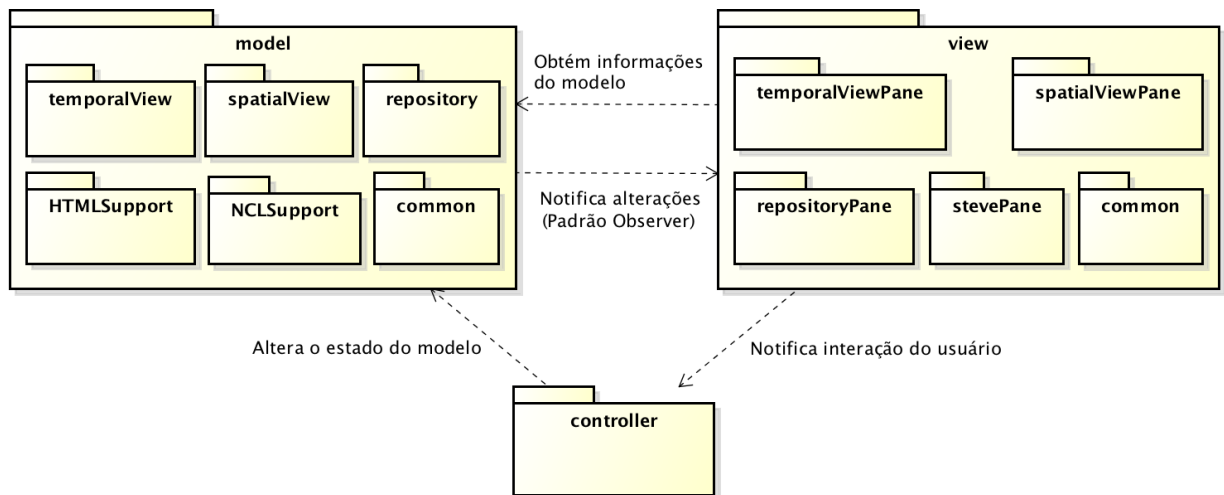 model
temporalView
spatialView
repository
HTMLSupport
NCLSupport
common
Obtém informações
do modelo
Notifica alterações
(Padrão Observer)
view
temporalViewPane
spatialViewPane
repositoryPane
stevePane
common
Altera o estado do modelo
Notifica interação do usuário
controller